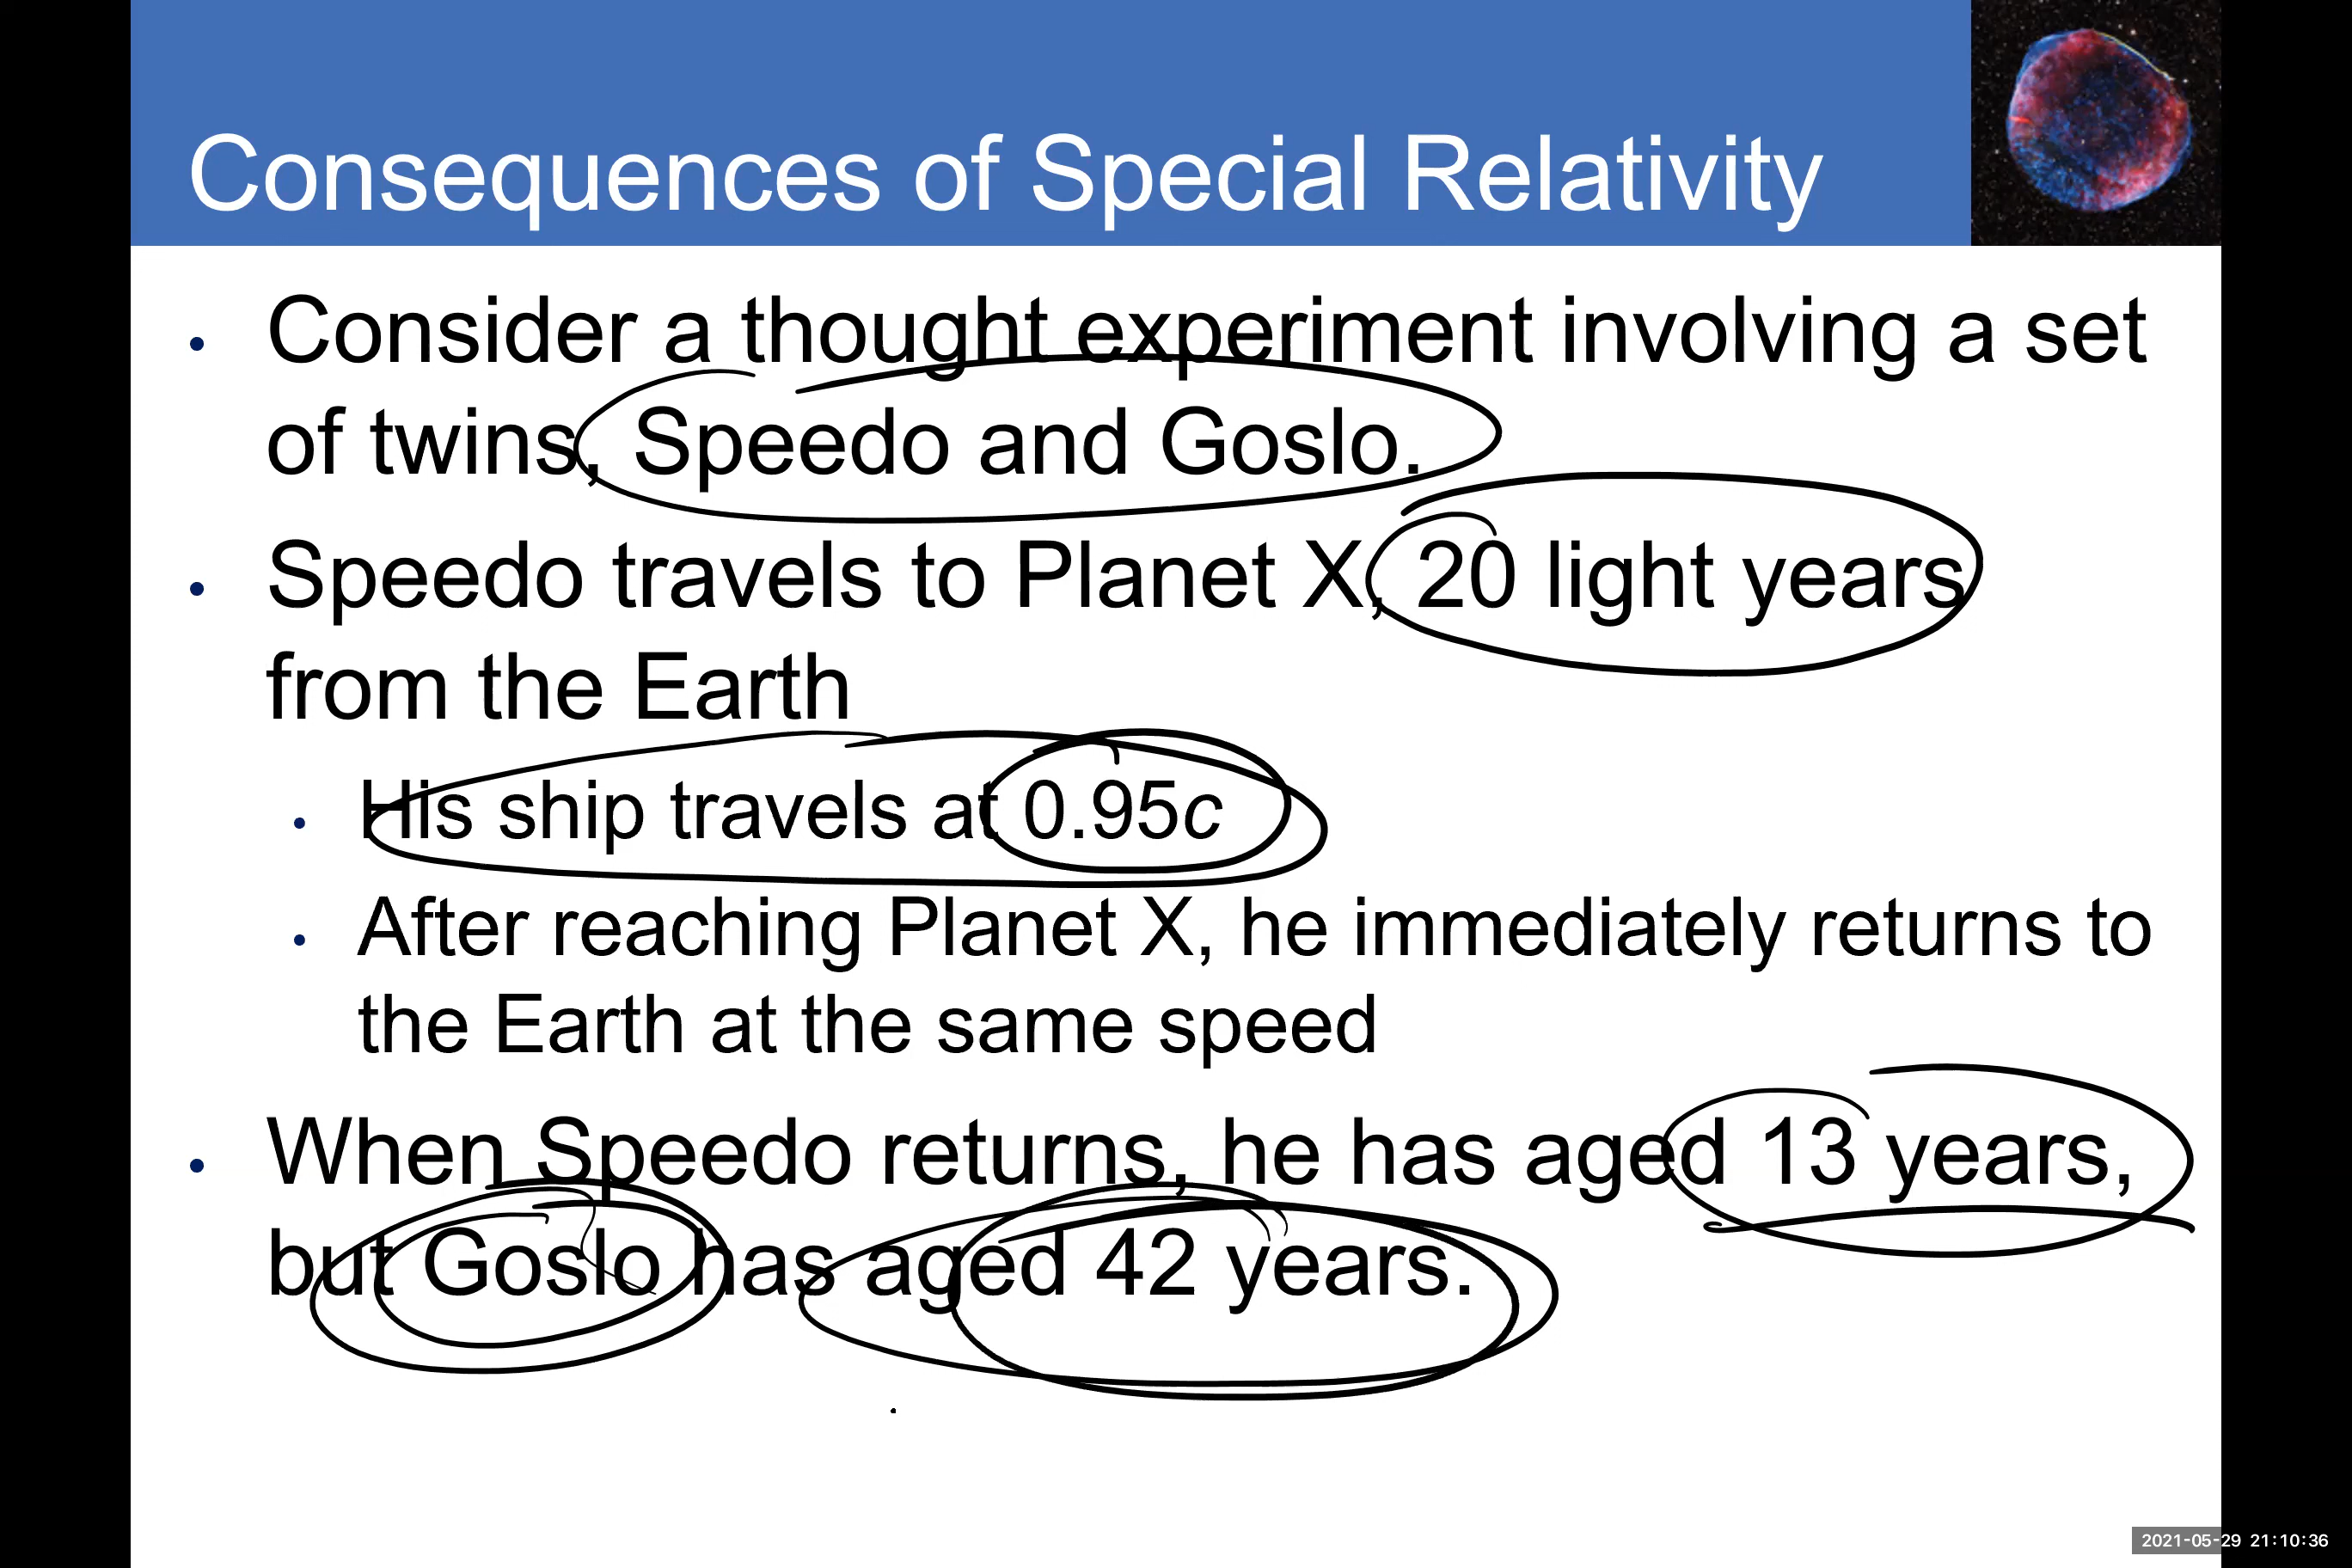 Consequences of Special Relativity
• Consider a thought experiment involving a set
of twins, Speedo and Goslo.
• Speedo travels to Planet X, 20 light years
from the Earth
• His ship travels at 0.95c
• After reaching Planet X, he immediately returns to
the Earth at the same speed
• When Speedo returns, he has aged 13 years,
but Goslo has aged 42 years.
2021-05-29 21:10:36